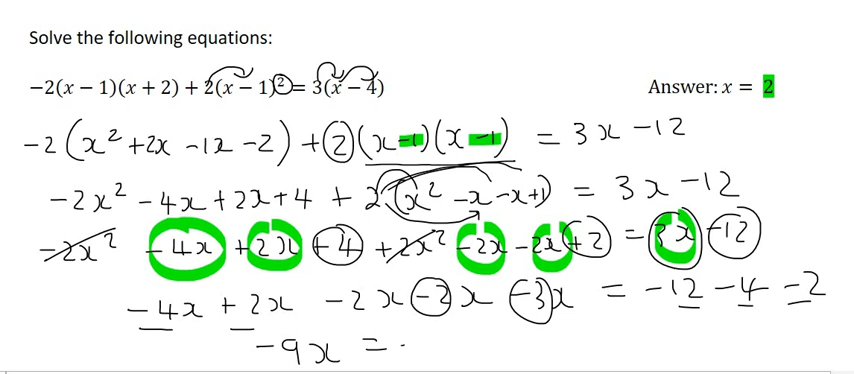 Solve the following equations:
−2(x − 1)(x + 2) + 2(x − 1)² = 3(x − 4) Answer: x = 2
-2(x² +2x -1x -2) + 2(x-1)(x-1) = 3x -12
-2x² -4x +2x +4 + 2(x² -x -x +1) = 3x -12
-2x² -4x +2x +4 +2x² -2x -2x +2 = 3x -12
-4x + 2x -2x -2x -3x = -12 -4 -2
-9x = -